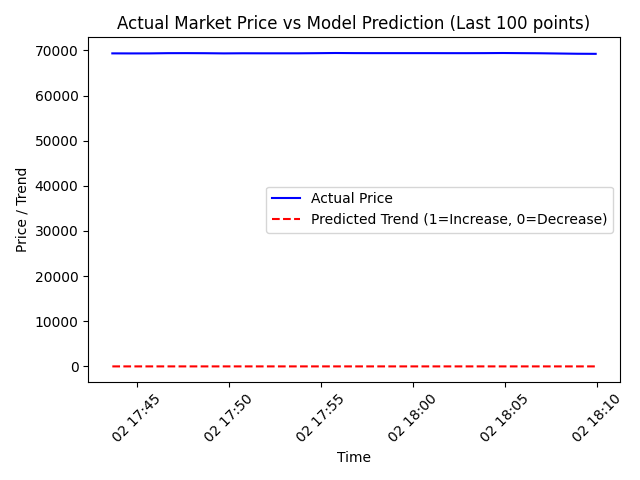 Actual Market Price vs Model Prediction (Last 100 points)
Price / Trend
70000
60000
50000
40000
30000
20000
10000
0
Actual Price
Predicted Trend (1=Increase, 0=Decrease)
02 17:45
02 17:50
02 17:55
02 18:00
02 18:05
02 18:10
Time